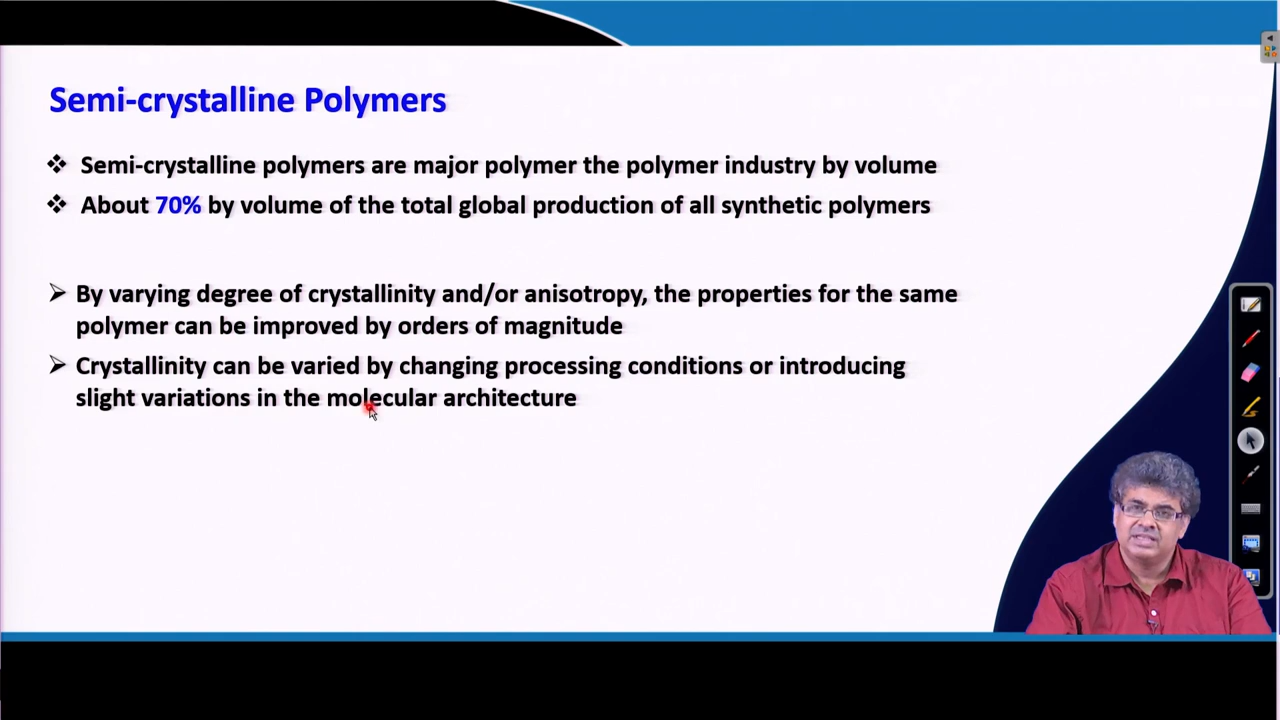 Semi-crystalline Polymers
❖ Semi-crystalline polymers are major polymer the polymer industry by volume
❖ About 70% by volume of the total global production of all synthetic polymers
➢ By varying degree of crystallinity and/or anisotropy, the properties for the same
polymer can be improved by orders of magnitude
➢ Crystallinity can be varied by changing processing conditions or introducing
slight variations in the molecular architecture